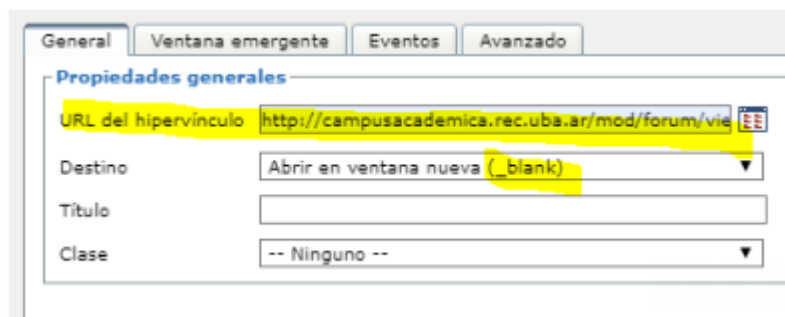 General Ventana emergente Eventos Avanzado
Propiedades generales
URL del hipervínculo http://campusacademica.rec.uba.ar/mod/forum/vie
Destino Abrir en ventana nueva (_blank)
Título
Clase -- Ninguno --